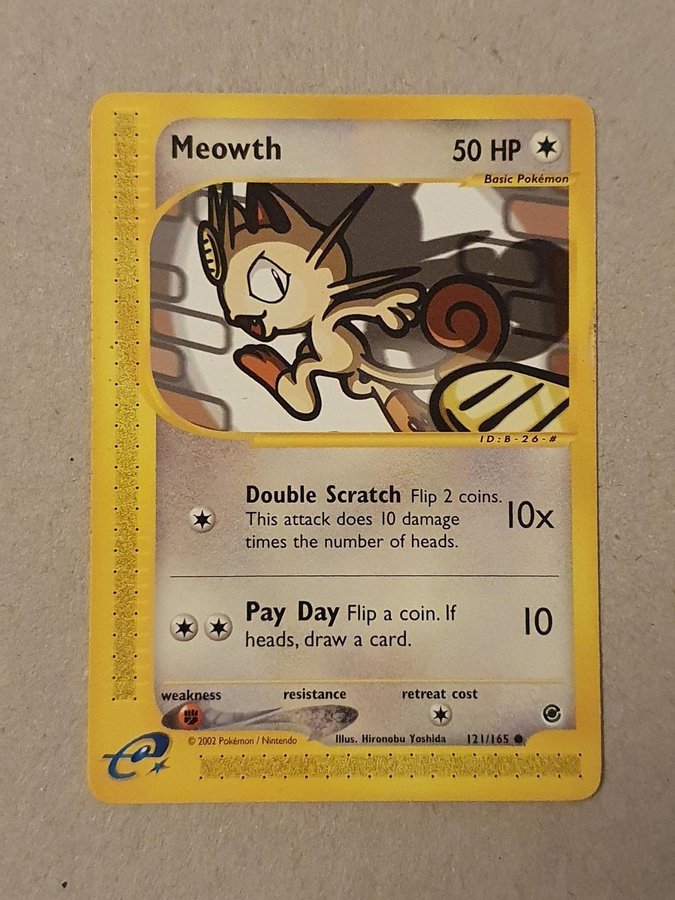 Meowth 50 HP
Basic Pokémon
ID:B-26-#
Double Scratch Flip 2 coins.
This attack does 10 damage
times the number of heads.
10x
Pay Day Flip a coin. If
heads, draw a card.
10
weakness resistance retreat cost
© 2002 Pokémon / Nintendo Illus. Hironobu Yoshida 121/165
e